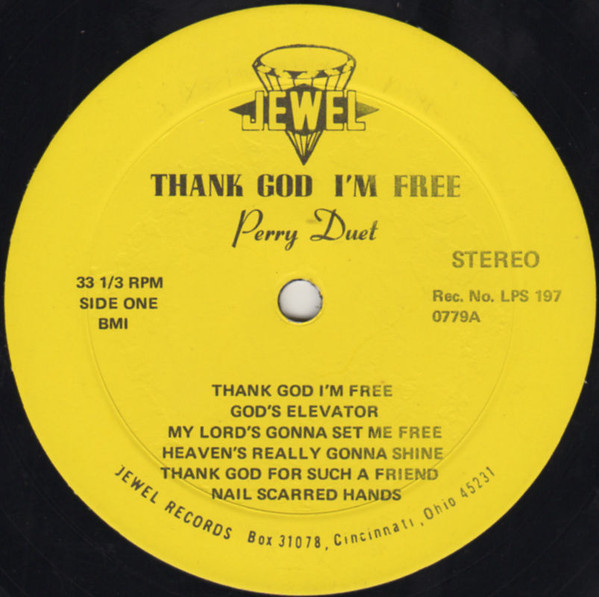 JEWEL
THANK GOD I'M FREE
Perry Duet
33 1/3 RPM
SIDE ONE
BMI
STEREO
Rec. No. LPS 197
0779A
THANK GOD I'M FREE
GOD'S ELEVATOR
MY LORD'S GONNA SET ME FREE
HEAVEN'S REALLY GONNA SHINE
THANK GOD FOR SUCH A FRIEND
NAIL SCARRED HANDS
JEWEL RECORDS Box 31078, Cincinnati, Ohio 45231